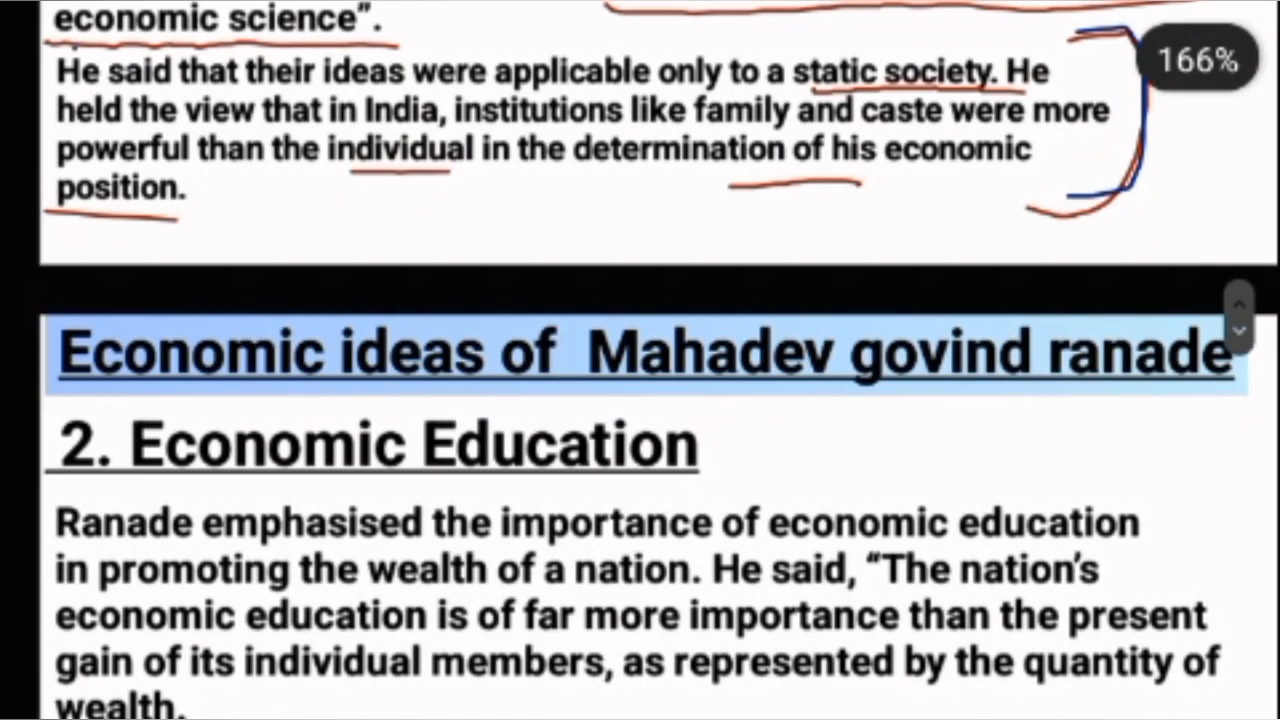 economic science”.
He said that their ideas were applicable only to a static society. He
held the view that in India, institutions like family and caste were more
powerful than the individual in the determination of his economic
position.
166%
Economic ideas of  Mahadev govind ranade
2. Economic Education
Ranade emphasised the importance of economic education
in promoting the wealth of a nation. He said, “The nation’s
economic education is of far more importance than the present
gain of its individual members, as represented by the quantity of
wealth.